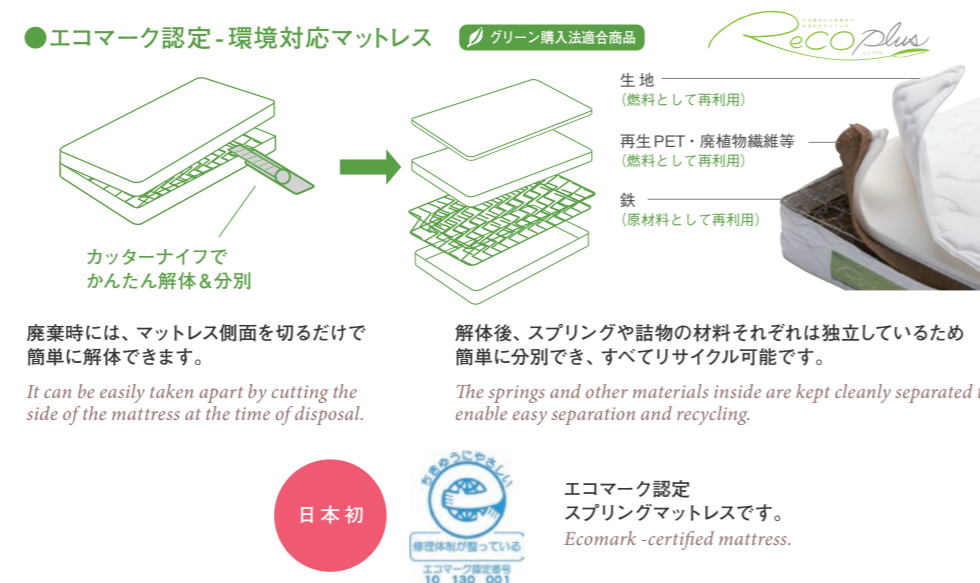 ●エコマーク認定-環境対応マットレス
グリーン購入法適合商品
ReCO plus
生地
（燃料として再利用）
再生PET・廃植物繊維等
（燃料として再利用）
鉄
（原材料として再利用）
カッターナイフで
かんたん解体＆分別
廃棄時には、マットレス側面を切るだけで
簡単に解体できます。
It can be easily taken apart by cutting the
side of the mattress at the time of disposal.
解体後、スプリングや詰物の材料それぞれは独立しているため
簡単に分別でき、すべてリサイクル可能です。
The springs and other materials inside are kept cleanly separated
enable easy separation and recycling.
日本初
ちきゅうにやさしい
修理体制が整っている
エコマーク認定番号
10 130 001
エコマーク認定
スプリングマットレスです。
Ecomark -certified mattress.